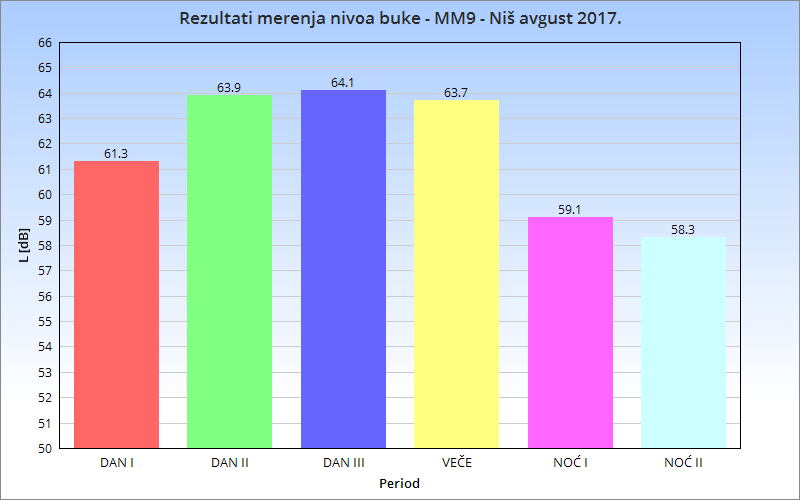 Rezultati merenja nivoa buke - MM9 - Niš avgust 2017.
66
65
64
63
62
61
60
59
58
57
56
55
54
53
52
51
50
L [dB]
61.3
63.9
64.1
63.7
59.1
58.3
DAN I
DAN II
DAN III
VEČE
NOĆ I
NOĆ II
Period